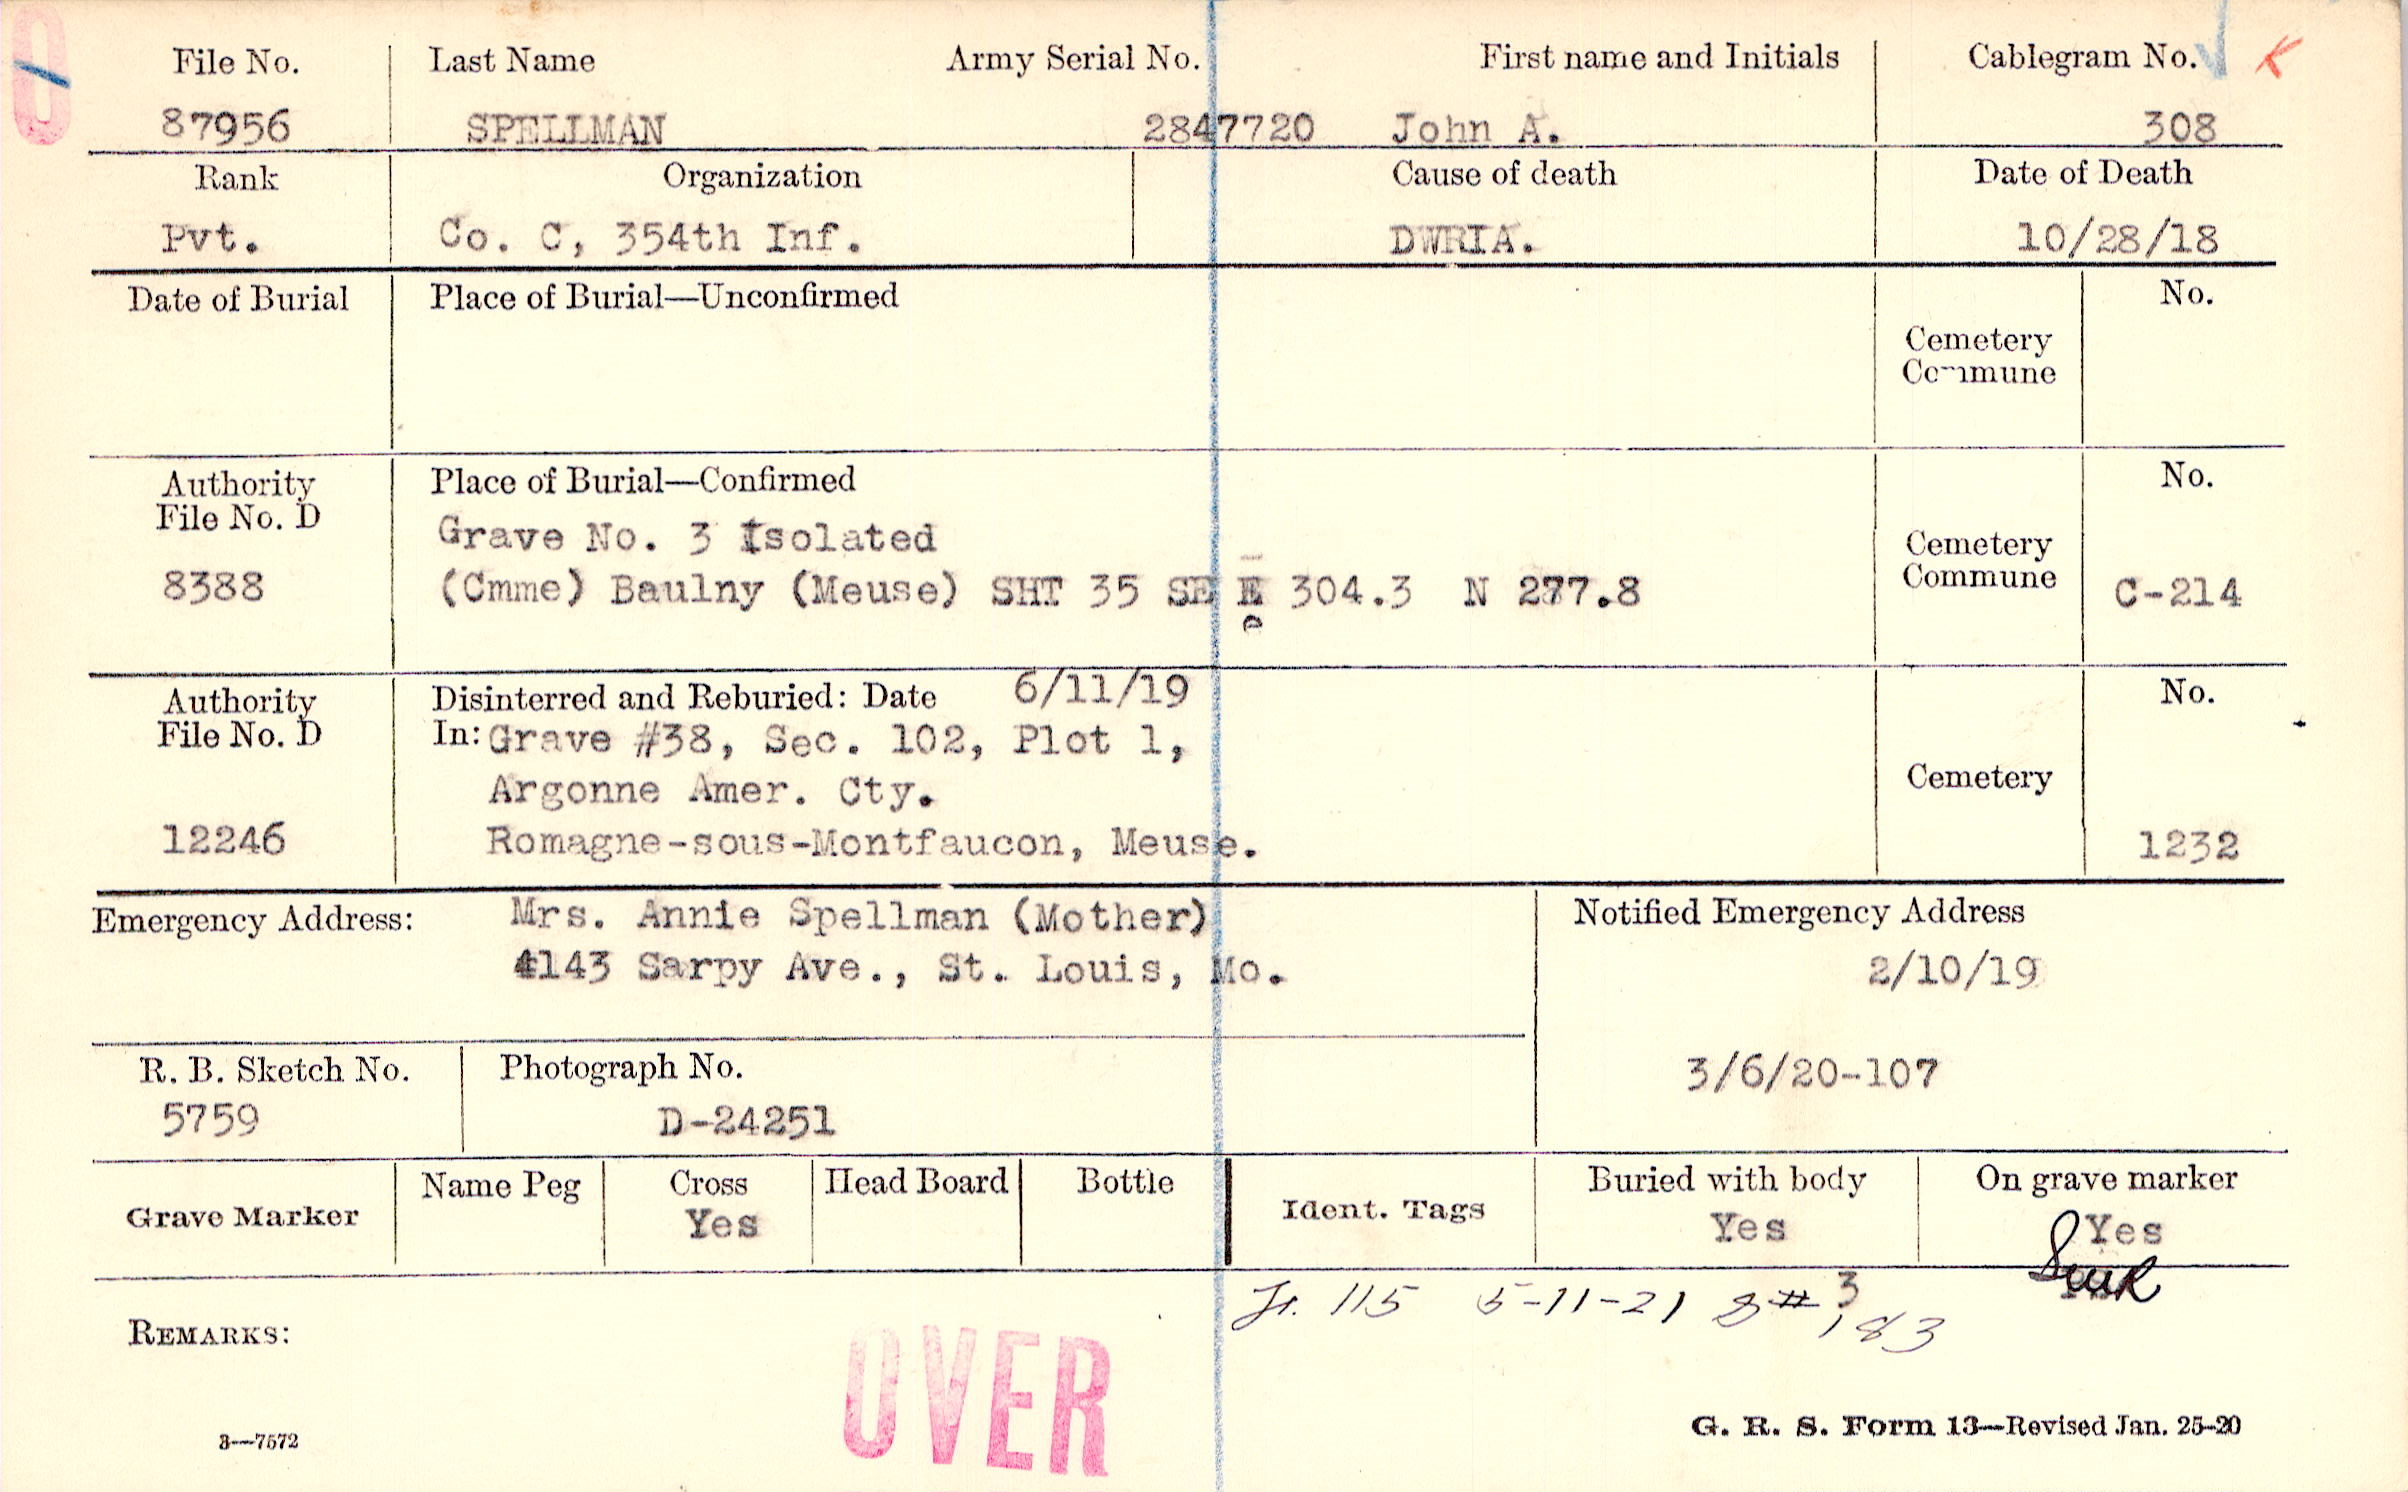 File No. Last Name Army Serial No. First name and Initials Cablegram No. K
87956 SPELLMAN 2847720 John A. 308
Rank Organization Cause of death Date of Death
Pvt. Co. C, 354th Inf. DWRIA. 10/28/18
Date of Burial Place of Burial—Unconfirmed No.
Cemetery
Commune
Authority Place of Burial—Confirmed No.
File No. D
Grave No. 3 Isolated
Cemetery
8388 (Cmme) Baulny (Meuse) SHT 35 SE E 304.3 N 277.8 Commune C-214
e
Authority Disinterred and Reburied: Date 6/11/19 No.
File No. D In: Grave #38, Sec. 102, Plot 1,
Argonne Amer. Cty. Cemetery
12246 Romagne-sous-Montfaucon, Meuse. 1232
Emergency Address: Mrs. Annie Spellman (Mother) Notified Emergency Address
4143 Sarpy Ave., St. Louis, Mo. 2/10/19
R. B. Sketch No. Photograph No. 3/6/20-107
5759 D-24251
Grave Marker Name Peg Cross Head Board Bottle Ident. Tags Buried with body On grave marker
Yes Yes Yes
115 5-11-21 3
183
REMARKS:
OVER
3—7572 G. R. S. Form 13—Revised Jan. 25-20